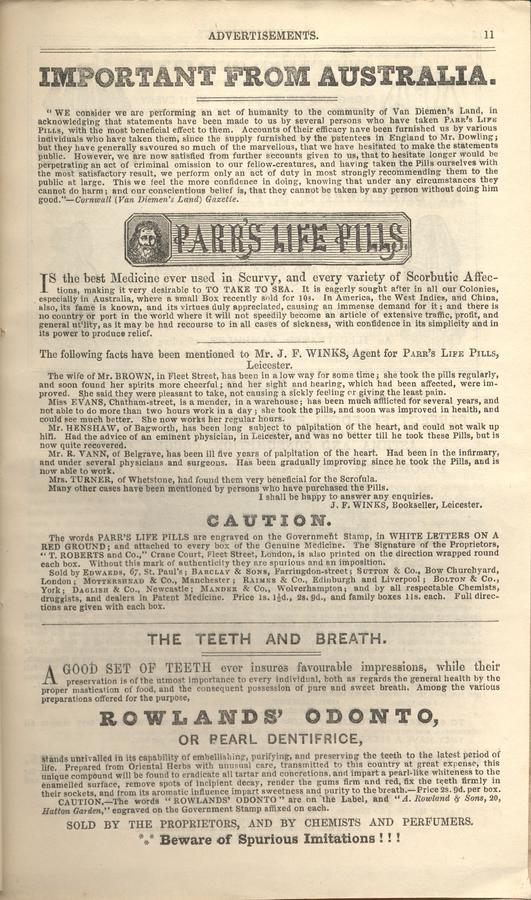 ADVERTISEMENTS. 11
IMPORTANT FROM AUSTRALIA.
"WE consider we are performing an act of humanity to the community of Van Diemen's Land, in
acknowledging that statements have been made to us by several persons who have taken PARR'S LIFE
PILLS, with the most beneficial effect to them. Accounts of their efficacy have been furnished us by various
individuals who have taken them, since the supply furnished by the patentees in England to Mr. Dowling;
but they have generally savoured so much of the marvellous, that we have hesitated to make the statements
public. However, we are now satisfied from further accounts given to us, that to hesitate longer would be
perpetrating an act of criminal omission to our fellow-creatures, and having taken the Pills ourselves with
the most satisfactory result, we perform only an act of duty in most strongly recommending them to the
public at large. This we feel the more confidence in doing, knowing that under any circumstances they
cannot do harm; and our conscientious belief is, that they cannot be taken by any person without doing him
good."—Cornwall (Van Diemen's Land) Gazette.
PARR'S LIFE PILLS.
IS the best Medicine ever used in Scurvy, and every variety of Scorbutic Affec-
tions, making it very desirable to TO TAKE TO SEA. It is eagerly sought after in all our Colonies,
especially in Australia, where a small Box recently sold for 10s. In America, the West Indies, and China,
also, its fame is known, and its virtues duly appreciated, causing an immense demand for it; and there is
no country or port in the world where it will not speedily become an article of extensive traffic, profit, and
general utility, as it may be had recourse to in all cases of sickness, with confidence in its simplicity and in
its power to produce relief.
The following facts have been mentioned to Mr. J. F. WINKS, Agent for PARR'S LIFE PILLS,
Leicester.
The wife of Mr. BROWN, in Fleet Street, has been in a low way for some time; she took the pills regularly,
and soon found her spirits more cheerful; and her sight and hearing, which had been affected, were im-
proved. She said they were pleasant to take, not causing a sickly feeling or giving the least pain.
Miss EVANS, Chatham-street, is a mender, in a warehouse; has been much afflicted for several years, and
not able to do more than two hours work in a day; she took the pills, and soon was improved in health, and
could see much better. She now works her regular hours.
Mr. HENSHAW, of Bagworth, has been long subject to palpitation of the heart, and could not walk up
hill. Had the advice of an eminent physician, in Leicester, and was no better till he took these Pills, but is
now quite recovered.
Mr. R. VANN, of Belgrave, has been ill five years of palpitation of the heart. Had been in the infirmary,
and under several physicians and surgeons. Has been gradually improving since he took the Pills, and is
now able to work.
Mrs. TURNER, of Whetstone, had found them very beneficial for the Scrofula.
Many other cases have been mentioned by persons who have purchased the Pills.
I shall be happy to answer any enquiries.
J. F. WINKS, Bookseller, Leicester.
CAUTION.
The words PARR'S LIFE PILLS are engraved on the Government Stamp, in WHITE LETTERS ON A
RED GROUND; and attached to every box of the Genuine Medicine. The Signature of the Proprietors,
"T. ROBERTS and Co.," Crane Court, Fleet Street, London, is also printed on the direction wrapped round
each box. Without this mark of authenticity they are spurious and an imposition.
Sold by EDWARDS, 67, St. Paul's; BARCLAY & SONS, Farringdon-street; SUTTON & Co., Bow Churchyard,
London; MOTTERSHEAD & Co., Manchester; RAIMES & Co., Edinburgh and Liverpool; BOLTON & Co.,
York; DAGLISH & Co., Newcastle; MANDER & Co., Wolverhampton; and by all respectable Chemists,
druggists, and dealers in Patent Medicine. Price 1s. 1½d., 2s. 9d., and family boxes 11s. each. Full direc-
tions are given with each box.
THE TEETH AND BREATH.
A GOOD SET OF TEETH ever insures favourable impressions, while their
preservation is of the utmost importance to every individual, both as regards the general health by the
proper mastication of food, and the consequent possession of pure and sweet breath. Among the various
preparations offered for the purpose,
ROWLANDS' ODONTO,
OR PEARL DENTIFRICE,
stands unrivalled in its capability of embellishing, purifying, and preserving the teeth to the latest period of
life. Prepared from Oriental Herbs with unusual care, transmitted to this country at great expense, this
unique compound will be found to eradicate all tartar and concretions, and impart a pearl-like whiteness to the
enamelled surface, remove spots of incipient decay, render the gums firm and red, fix the teeth firmly in
their sockets, and from its aromatic influence impart sweetness and purity to the breath.—Price 2s. 9d. per box.
CAUTION.—The words "ROWLANDS' ODONTO" are on the Label, and "A. Rowland & Sons, 20,
Hatton Garden," engraved on the Government Stamp affixed on each.
SOLD BY THE PROPRIETORS, AND BY CHEMISTS AND PERFUMERS.
*** Beware of Spurious Imitations!!!